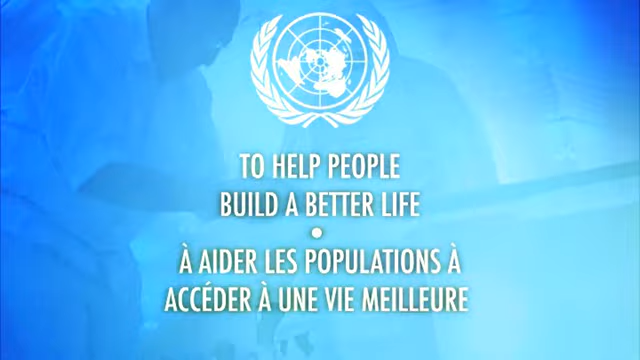 TO HELP PEOPLE
BUILD A BETTER LIFE
•
À AIDER LES POPULATIONS À
ACCÉDER À UNE VIE MEILLEURE